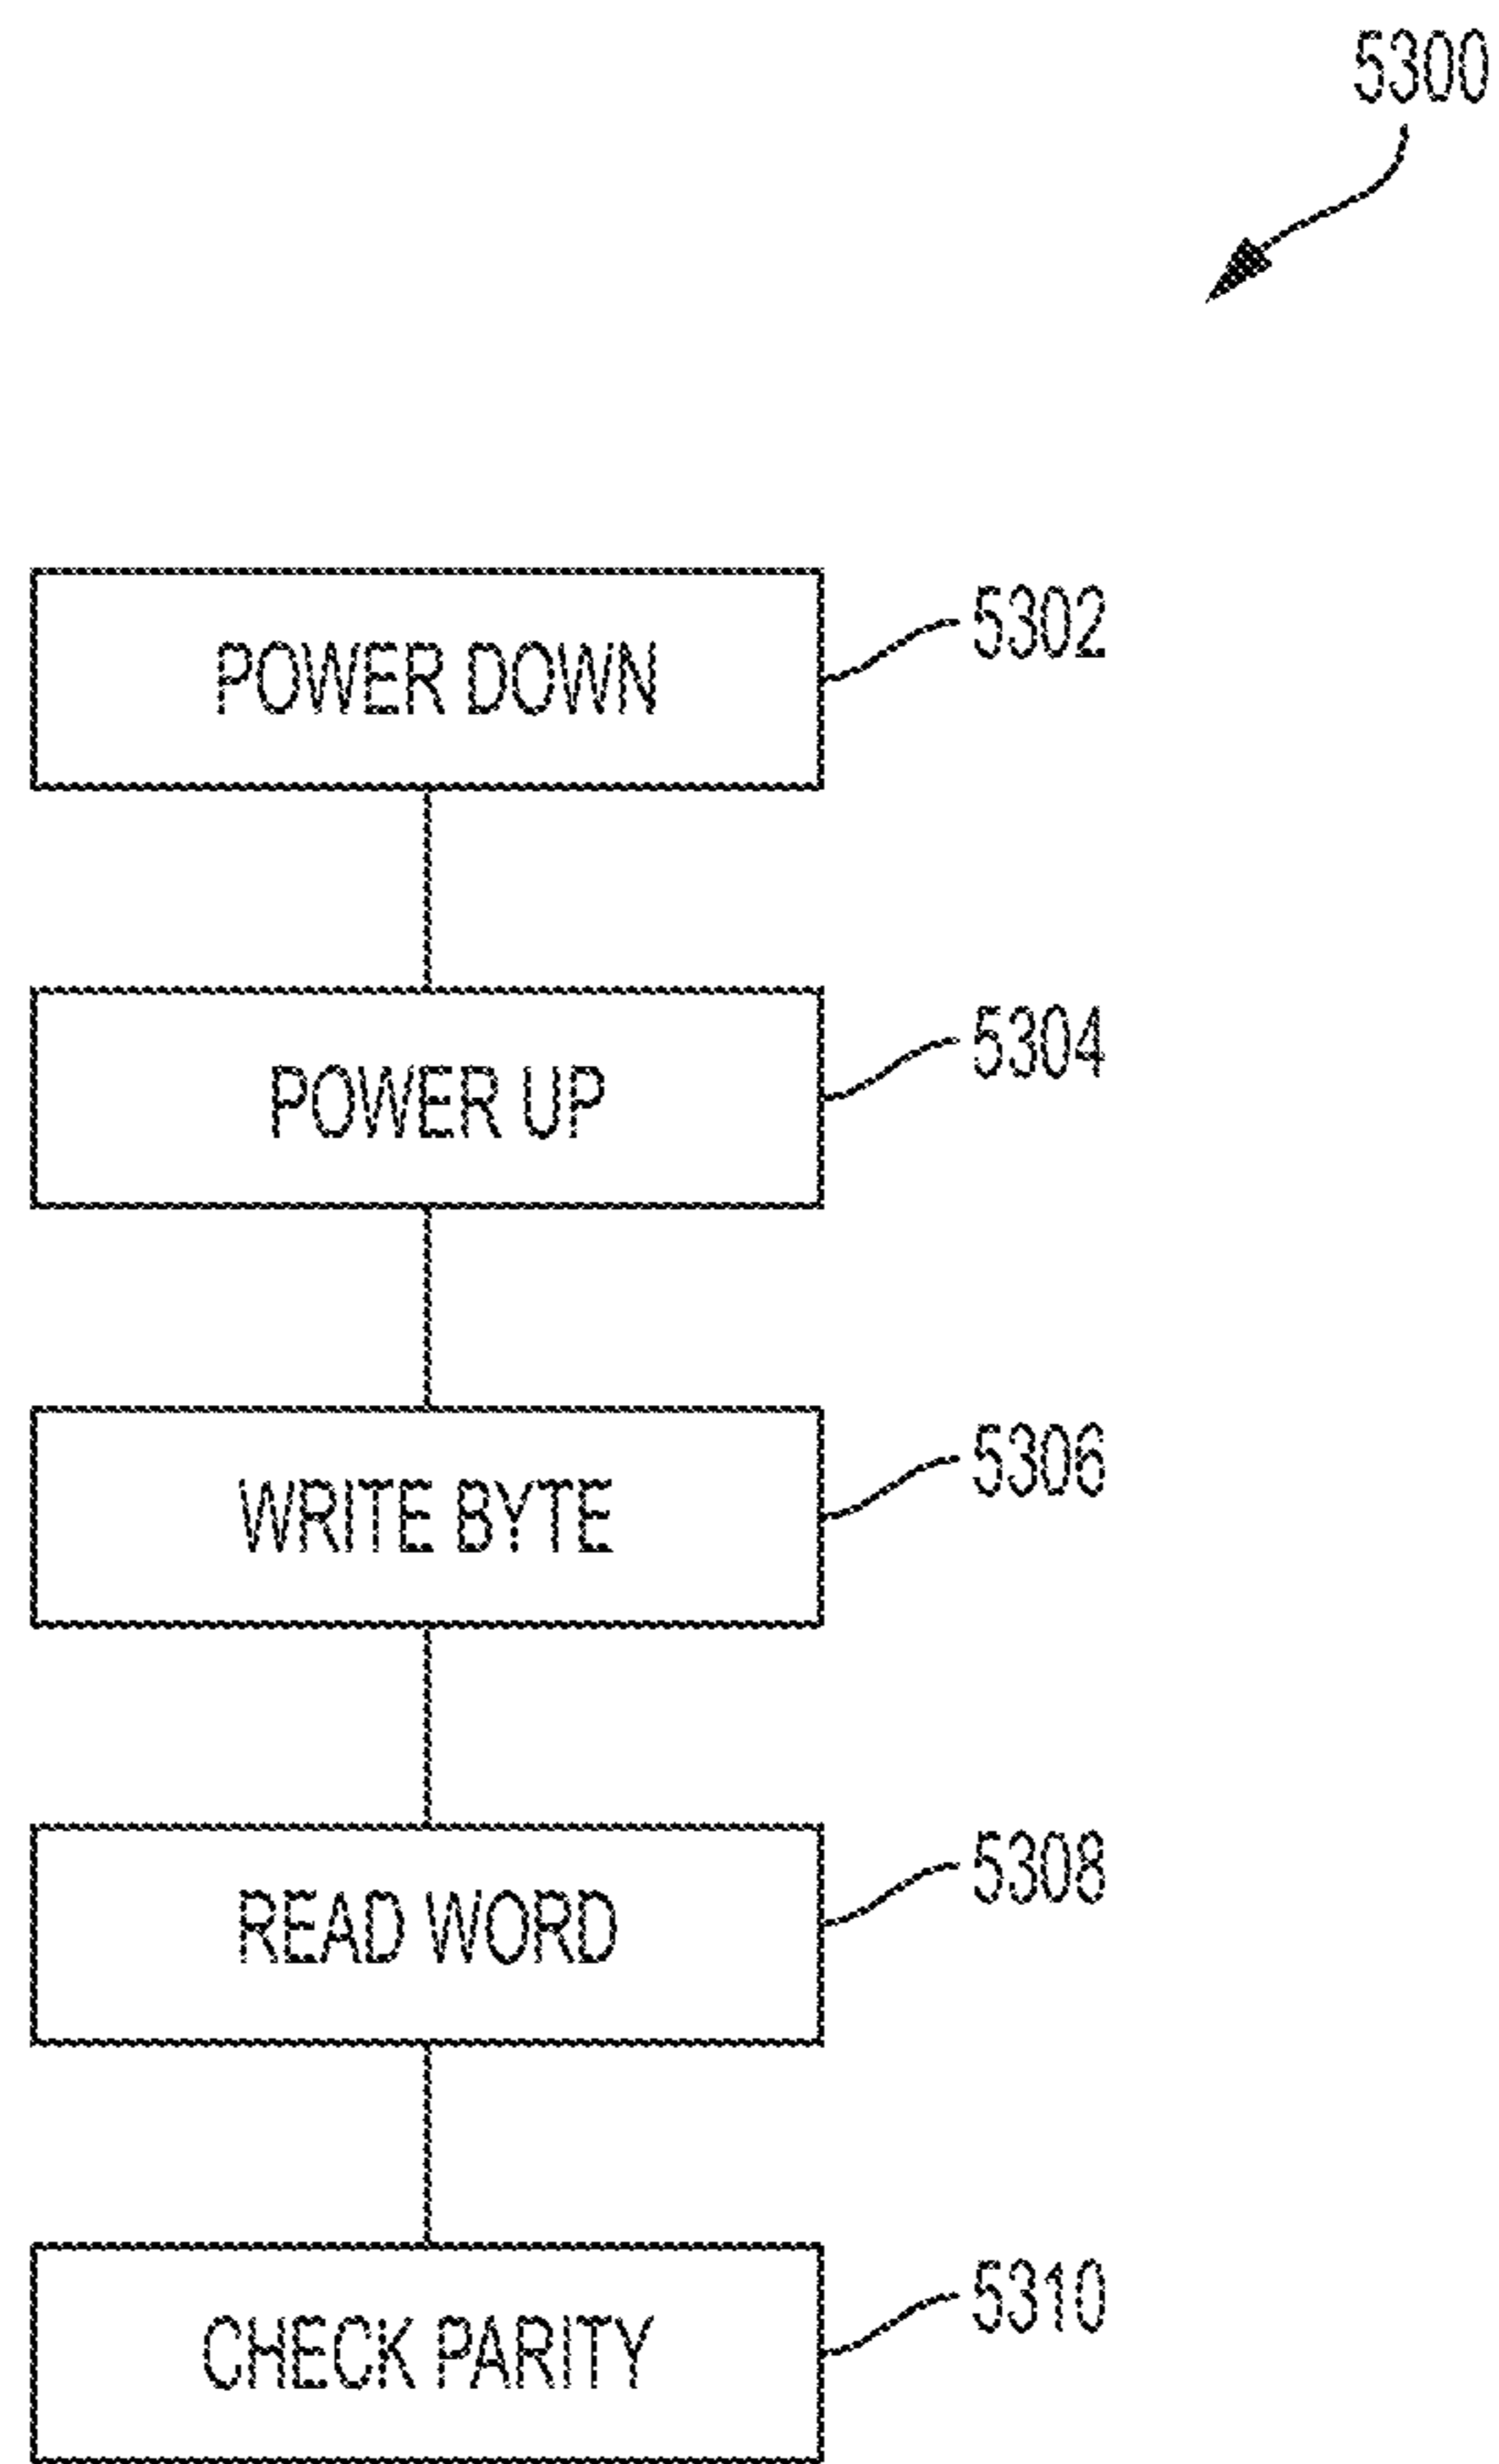 5300
POWER DOWN
5302
POWER UP
5304
WRITE BYTE
5306
READ WORD
5308
CHECK PARITY
5310